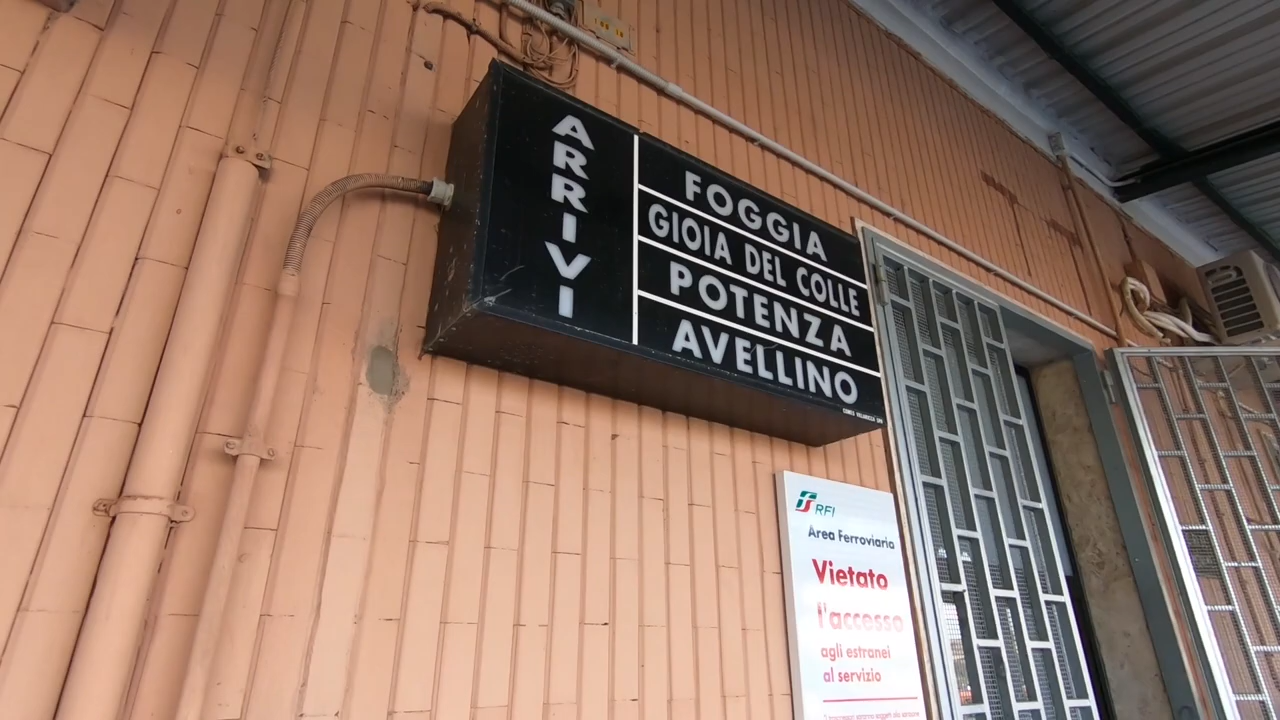 ARRIVI
FOGGIA
GIOIA DEL COLLE
POTENZA
AVELLINO
RFI
Area Ferroviaria
Vietato
l'accesso
agli estranei
al servizio